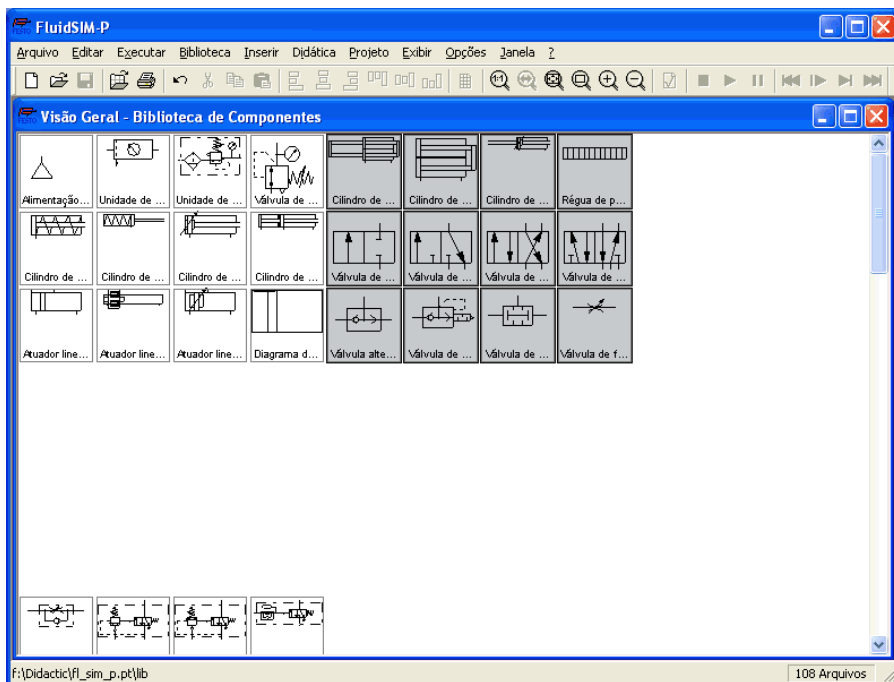 FluidSIM-P
Arquivo Editar Executar Biblioteca Inserir Didática Projeto Exibir Opções Janela ?
1:1
FESTO Visão Geral - Biblioteca de Componentes
Alimentação... Unidade de ... Unidade de ... Válvula de ... Cilindro de ... Cilindro de ... Cilindro de ... Régua de p...
Cilindro de ... Cilindro de ... Cilindro de ... Cilindro de ... Válvula de ... Válvula de ... Válvula de ... Válvula de ...
Atuador line... Atuador line... Atuador line... Diagrama d... Válvula alte... Válvula de ... Válvula de ... Válvula de f...
f:\Didactic\fl_sim_p.pt\lib 108 Arquivos